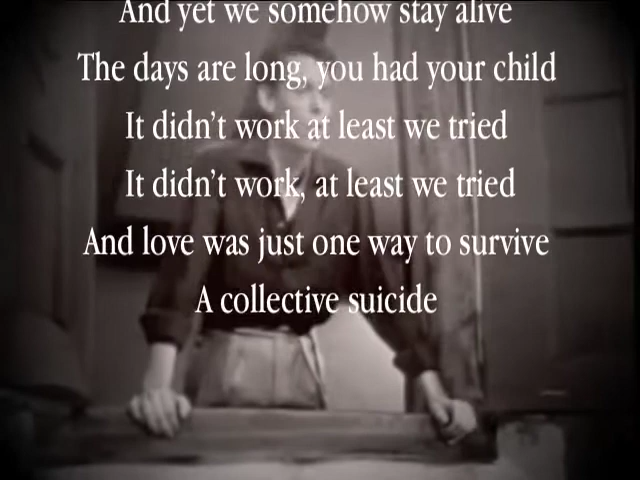 And yet we somehow stay alive
The days are long, you had your child
It didn't work at least we tried
It didn't work, at least we tried
And love was just one way to survive
A collective suicide